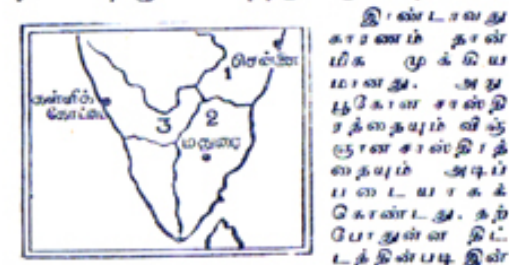 1 சென்னை
கள்ளிக்
கோட்டை
3 2
மதுரை
இரண்டாவது
காரணம் தான்
மிக முக்கிய
மானது. அது
பூகோள சாஸ்தி
ரத்தையும் விஞ்
ஞான சாஸ்திரத்
தையும் அடிப்
படையாகக்
கொண்டது. தற்
போதுள்ள திட்
டத்தின்படி இன்